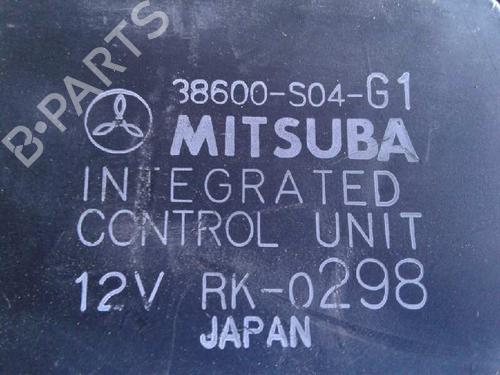 B-PARTS
38600-S04-G1
MITSUBA
INTEGRATED
CONTROL UNIT
12V RK-0298
JAPAN